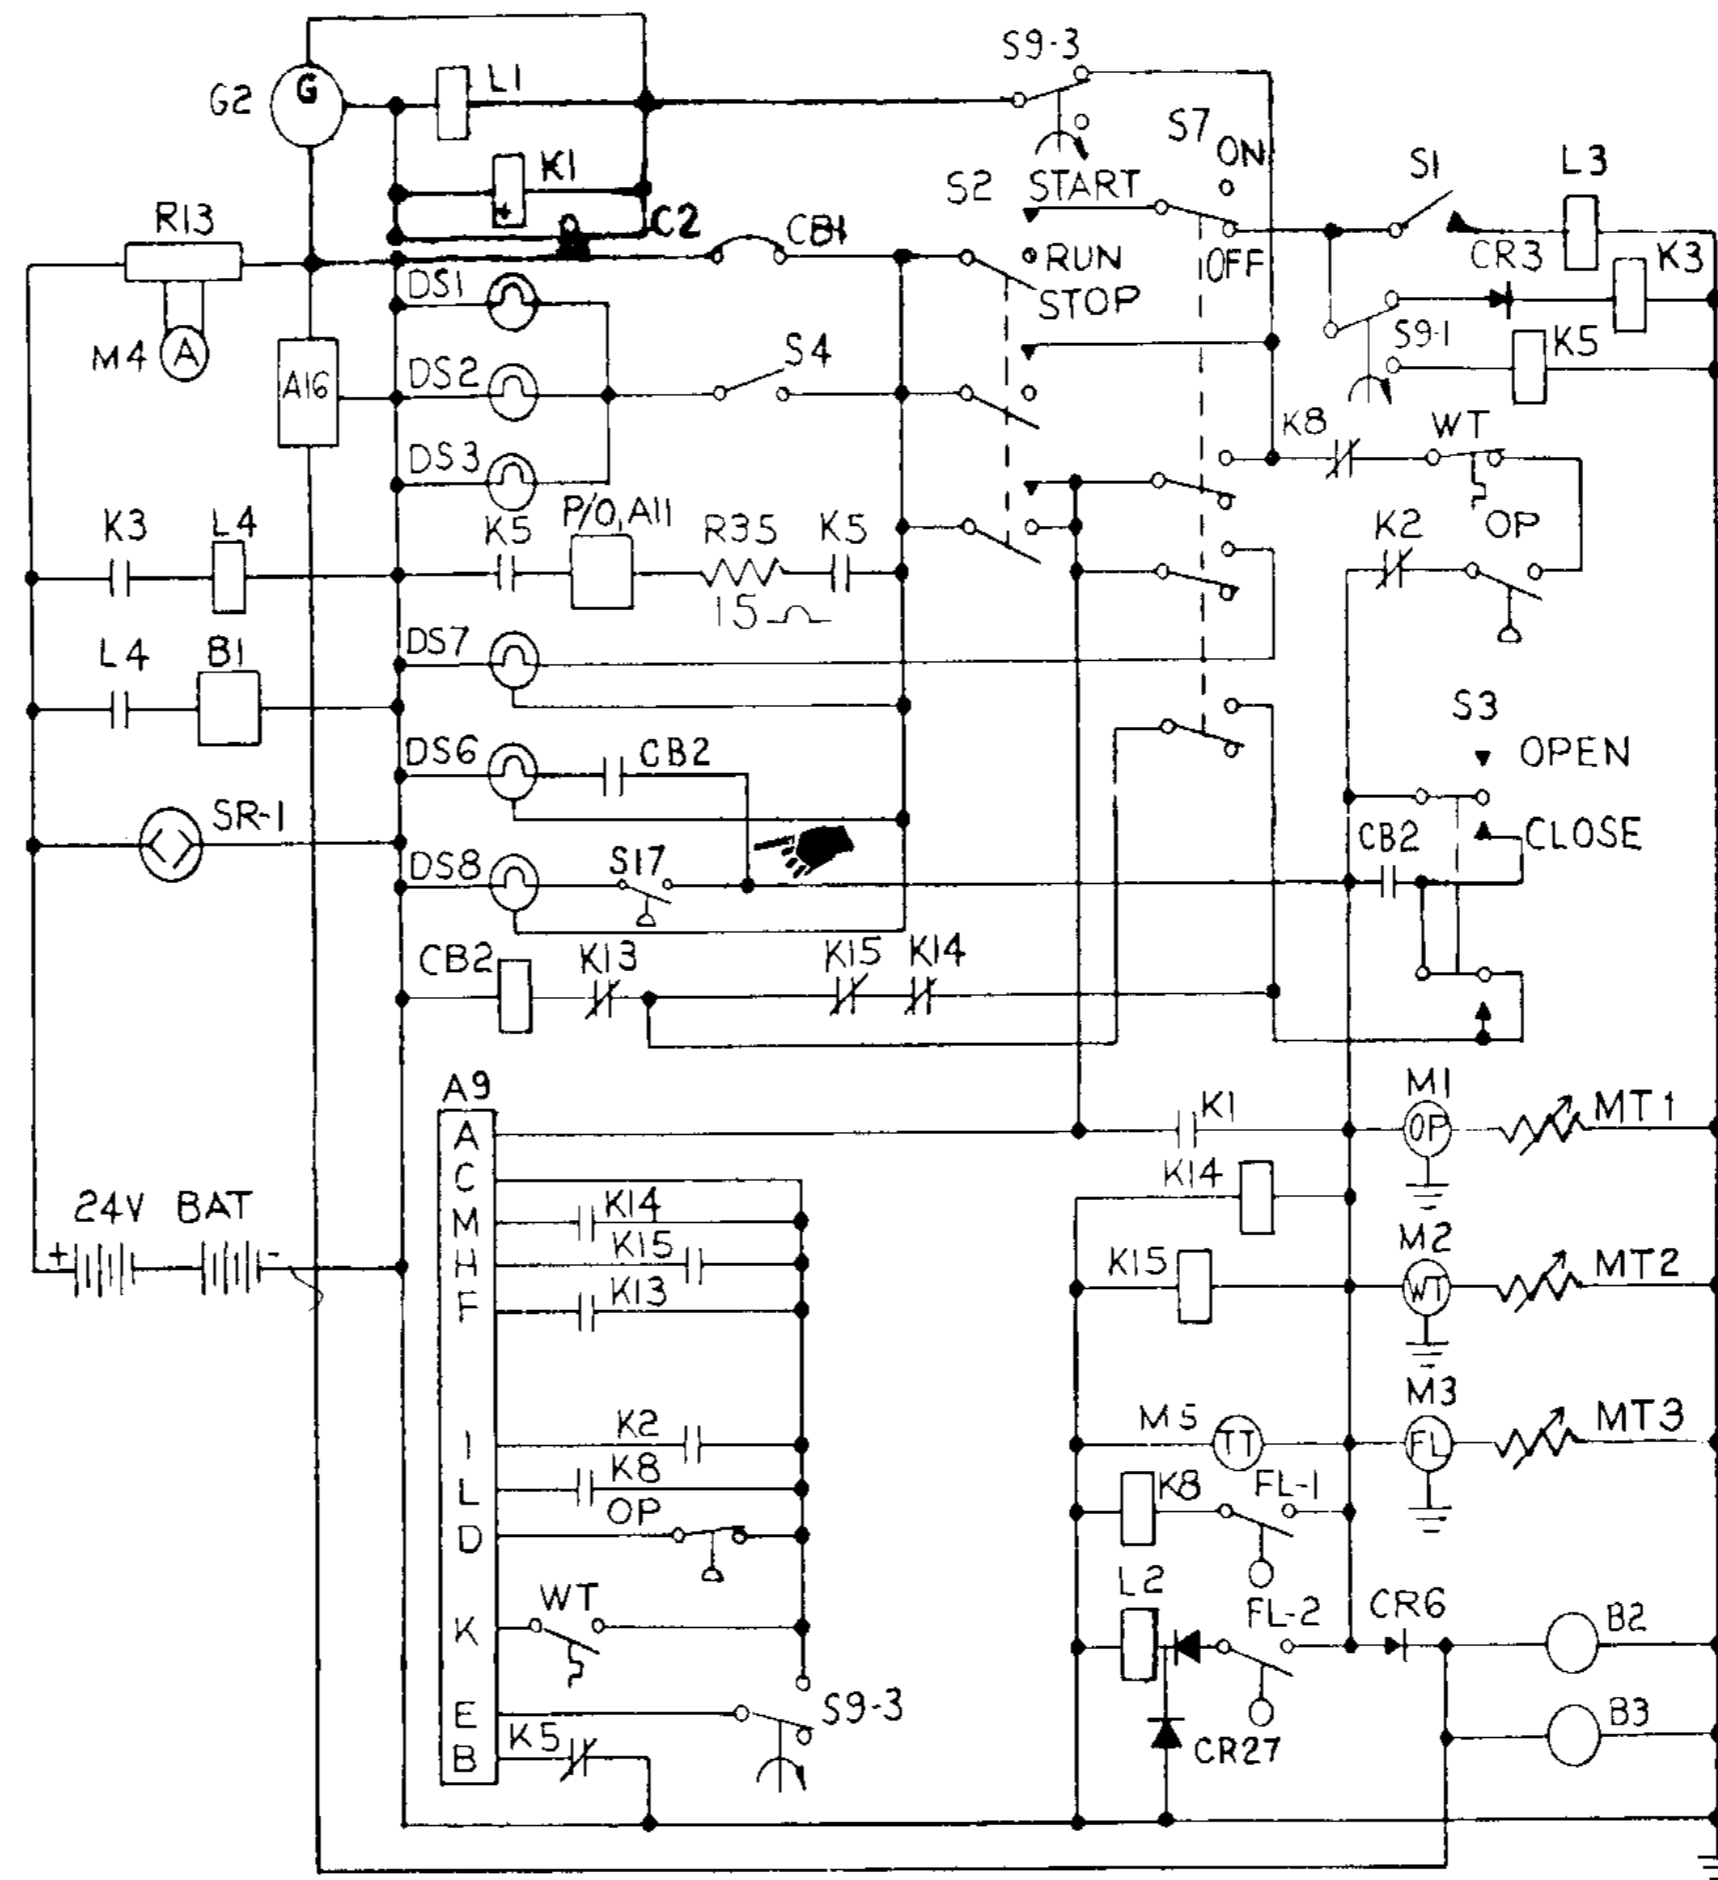 S9-3
G2
G
L1
K1
+
C2
S7
ON
S2
START
S1
L3
R13
CB1
RUN
OFF
STOP
CR3
K3
DS1
M4
A
A16
S9-1
K5
DS2
S4
DS3
K8
WT
K3
L4
K5
P/O A11
R35
K5
15
K2
OP
L4
B1
DS7
S3
OPEN
DS6
CB2
SR-1
CLOSE
CB2
DS8
S17
CB2
K13
K15
K14
A9
M1
A
K1
OP
MT1
C
K14
24V BAT
M
K14
M2
+
-
H
K15
K15
WT
MT2
F
K13
M3
I
K2
M5
TT
FL
MT3
L
K8
K8
FL-1
D
OP
L2
K
WT
FL-2
CR6
B2
E
S9-3
B3
B
K5
CR27